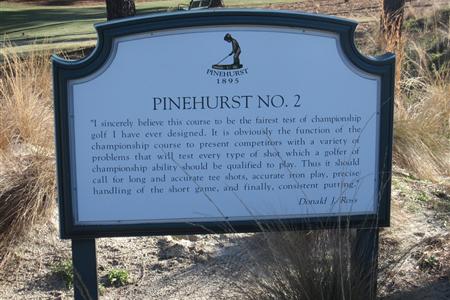 PINEHURST
1895
PINEHURST NO. 2
"I sincerely believe this course to be the fairest test of championship
golf I have ever designed. It is obviously the function of the
championship course to present competitors with a variety of
problems that will test every type of shot which a golfer of
championship ability should be qualified to play. Thus it should
call for long and accurate tee shots, accurate iron play, precise
handling of the short game, and finally, consistent putting."
Donald J. Ross